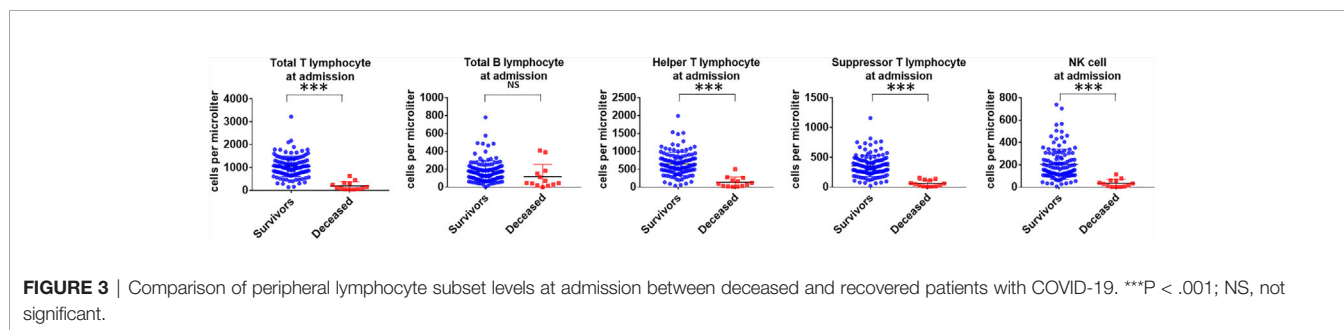 Total T lymphocyte
at admission
***
cells per microliter
4000
3000
2000
1000
0
Survivors
Deceased
Total B lymphocyte
at admission
NS
cells per microliter
1000
800
600
400
200
0
Survivors
Deceased
Helper T lymphocyte
at admission
***
cells per microliter
2500
2000
1500
1000
500
0
Survivors
Deceased
Suppressor T lymphocyte
at admission
***
cells per microliter
1500
1000
500
0
Survivors
Deceased
NK cell
at admission
***
cells per microliter
800
600
400
200
0
Survivors
Deceased
FIGURE 3 | Comparison of peripheral lymphocyte subset levels at admission between deceased and recovered patients with COVID-19. ***P < .001; NS, not
significant.